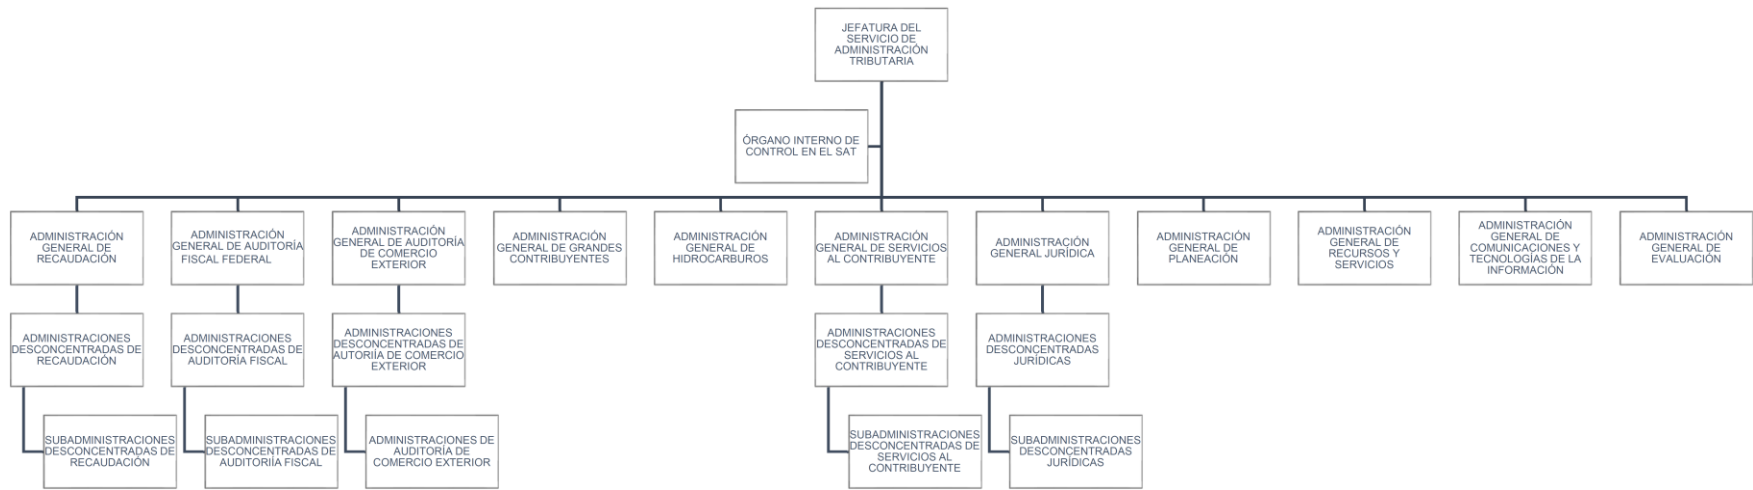 JEFATURA DEL
SERVICIO DE
ADMINISTRACIÓN
TRIBUTARIA
ÓRGANO INTERNO DE
CONTROL EN EL SAT
ADMINISTRACIÓN
GENERAL DE
RECAUDACIÓN
ADMINISTRACIÓN
GENERAL DE AUDITORÍA
FISCAL FEDERAL
ADMINISTRACIÓN
GENERAL DE AUDITORÍA
DE COMERCIO
EXTERIOR
ADMINISTRACIÓN
GENERAL DE GRANDES
CONTRIBUYENTES
ADMINISTRACIÓN
GENERAL DE
HIDROCARBUROS
ADMINISTRACIÓN
GENERAL DE SERVICIOS
AL CONTRIBUYENTE
ADMINISTRACIÓN
GENERAL JURÍDICA
ADMINISTRACIÓN
GENERAL DE
PLANEACIÓN
ADMINISTRACIÓN
GENERAL DE
RECURSOS Y
SERVICIOS
ADMINISTRACIÓN
GENERAL DE
COMUNICACIONES Y
TECNOLOGÍAS DE LA
INFORMACIÓN
ADMINISTRACIÓN
GENERAL DE
EVALUACIÓN
ADMINISTRACIONES
DESCONCENTRADAS DE
RECAUDACIÓN
ADMINISTRACIONES
DESCONCENTRADAS DE
AUDITORÍA FISCAL
ADMINISTRACIONES
DESCONCENTRADAS DE
AUTORIÍA DE COMERCIO
EXTERIOR
ADMINISTRACIONES
DESCONCENTRADAS DE
SERVICIOS AL
CONTRIBUYENTE
ADMINISTRACIONES
DESCONCENTRADAS
JURÍDICAS
SUBADMINISTRACIONES
DESCONCENTRADAS DE
RECAUDACIÓN
SUBADMINISTRACIONES
DESCONCENTRADAS DE
AUDITORIÍA FISCAL
ADMINISTRACIONES DE
AUDITORÍA DE
COMERCIO EXTERIOR
SUBADMINISTRACIONES
DESCONCENTRADAS DE
SERVICIOS AL
CONTRIBUYENTE
SUBADMINISTRACIONES
DESCONCENTRADAS
JURÍDICAS